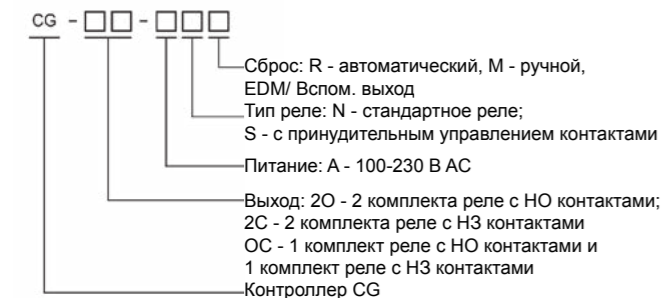 CG - □□ - □□□
Сброс: R - автоматический, M - ручной,
EDM/ Вспом. выход
Тип реле: N - стандартное реле;
S - с принудительным управлением контактами
Питание: A - 100-230 В AC
Выход: 2O - 2 комплекта реле с НО контактами;
2C - 2 комплекта реле с НЗ контактами
OC - 1 комплект реле с НО контактами и
1 комплект реле с НЗ контактами
Контроллер CG